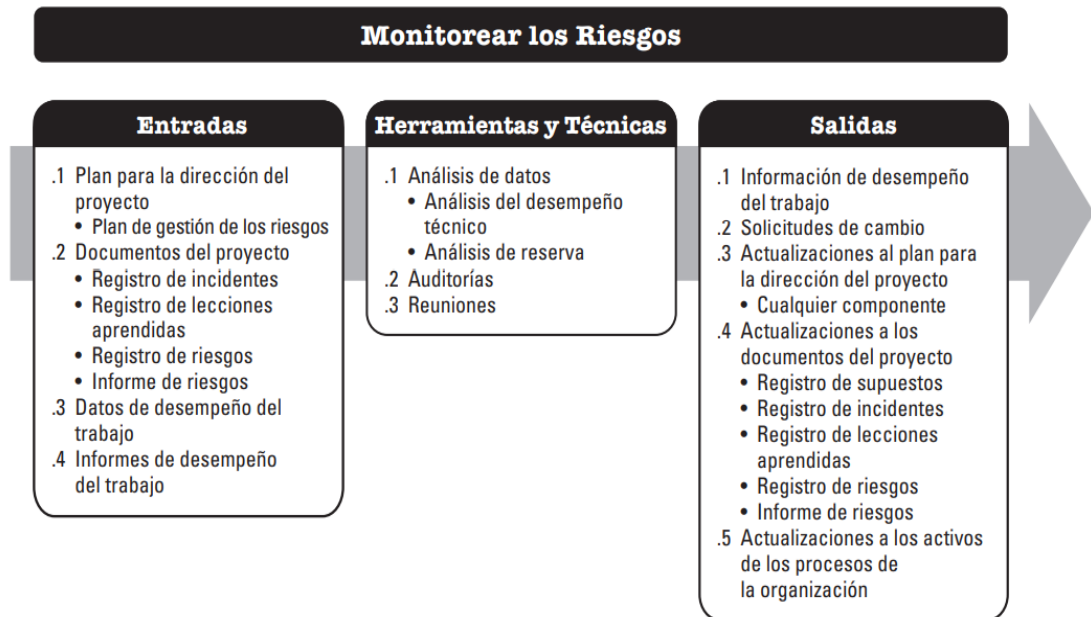 Monitorear los Riesgos
Entradas
.1 Plan para la dirección del
proyecto
• Plan de gestión de los riesgos
.2 Documentos del proyecto
• Registro de incidentes
• Registro de lecciones
aprendidas
• Registro de riesgos
• Informe de riesgos
.3 Datos de desempeño del
trabajo
.4 Informes de desempeño
del trabajo
Herramientas y Técnicas
.1 Análisis de datos
• Análisis del desempeño
técnico
• Análisis de reserva
.2 Auditorías
.3 Reuniones
Salidas
.1 Información de desempeño
del trabajo
.2 Solicitudes de cambio
.3 Actualizaciones al plan para
la dirección del proyecto
• Cualquier componente
.4 Actualizaciones a los
documentos del proyecto
• Registro de supuestos
• Registro de incidentes
• Registro de lecciones
aprendidas
• Registro de riesgos
• Informe de riesgos
.5 Actualizaciones a los activos
de los procesos de
la organización